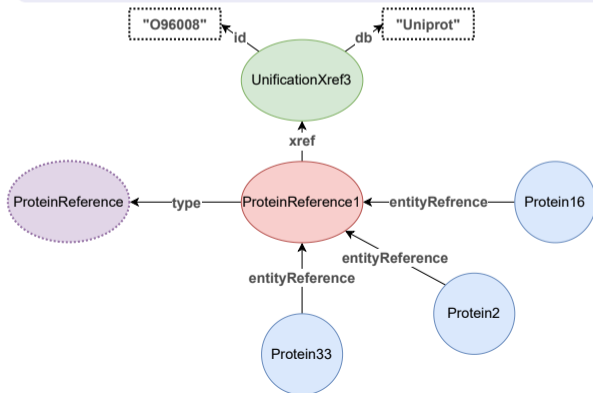 "O96008"
"Uniprot"
id
db
UnificationXref3
xref
ProteinReference
type
ProteinReference1
entityRefrence
Protein16
entityReference
entityReference
Protein2
Protein33